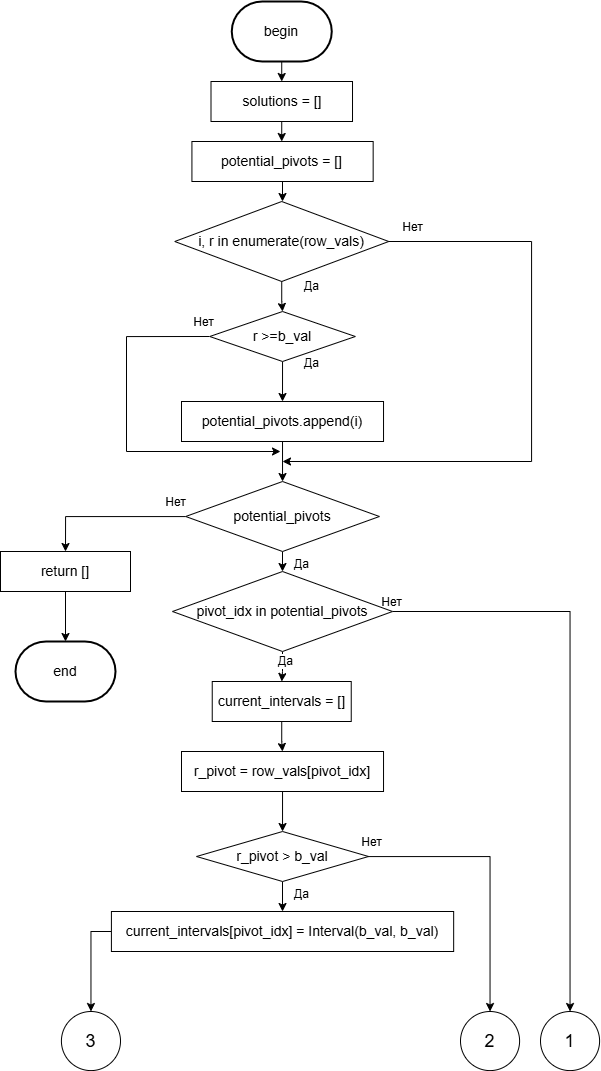 begin
solutions = []
potential_pivots = []
i, r in enumerate(row_vals)
Нет
Да
Нет
r >=b_val
Да
potential_pivots.append(i)
Нет
potential_pivots
return []
Да
pivot_idx in potential_pivots
Нет
Да
end
current_intervals = []
r_pivot = row_vals[pivot_idx]
Нет
r_pivot > b_val
Да
current_intervals[pivot_idx] = Interval(b_val, b_val)
3
2
1